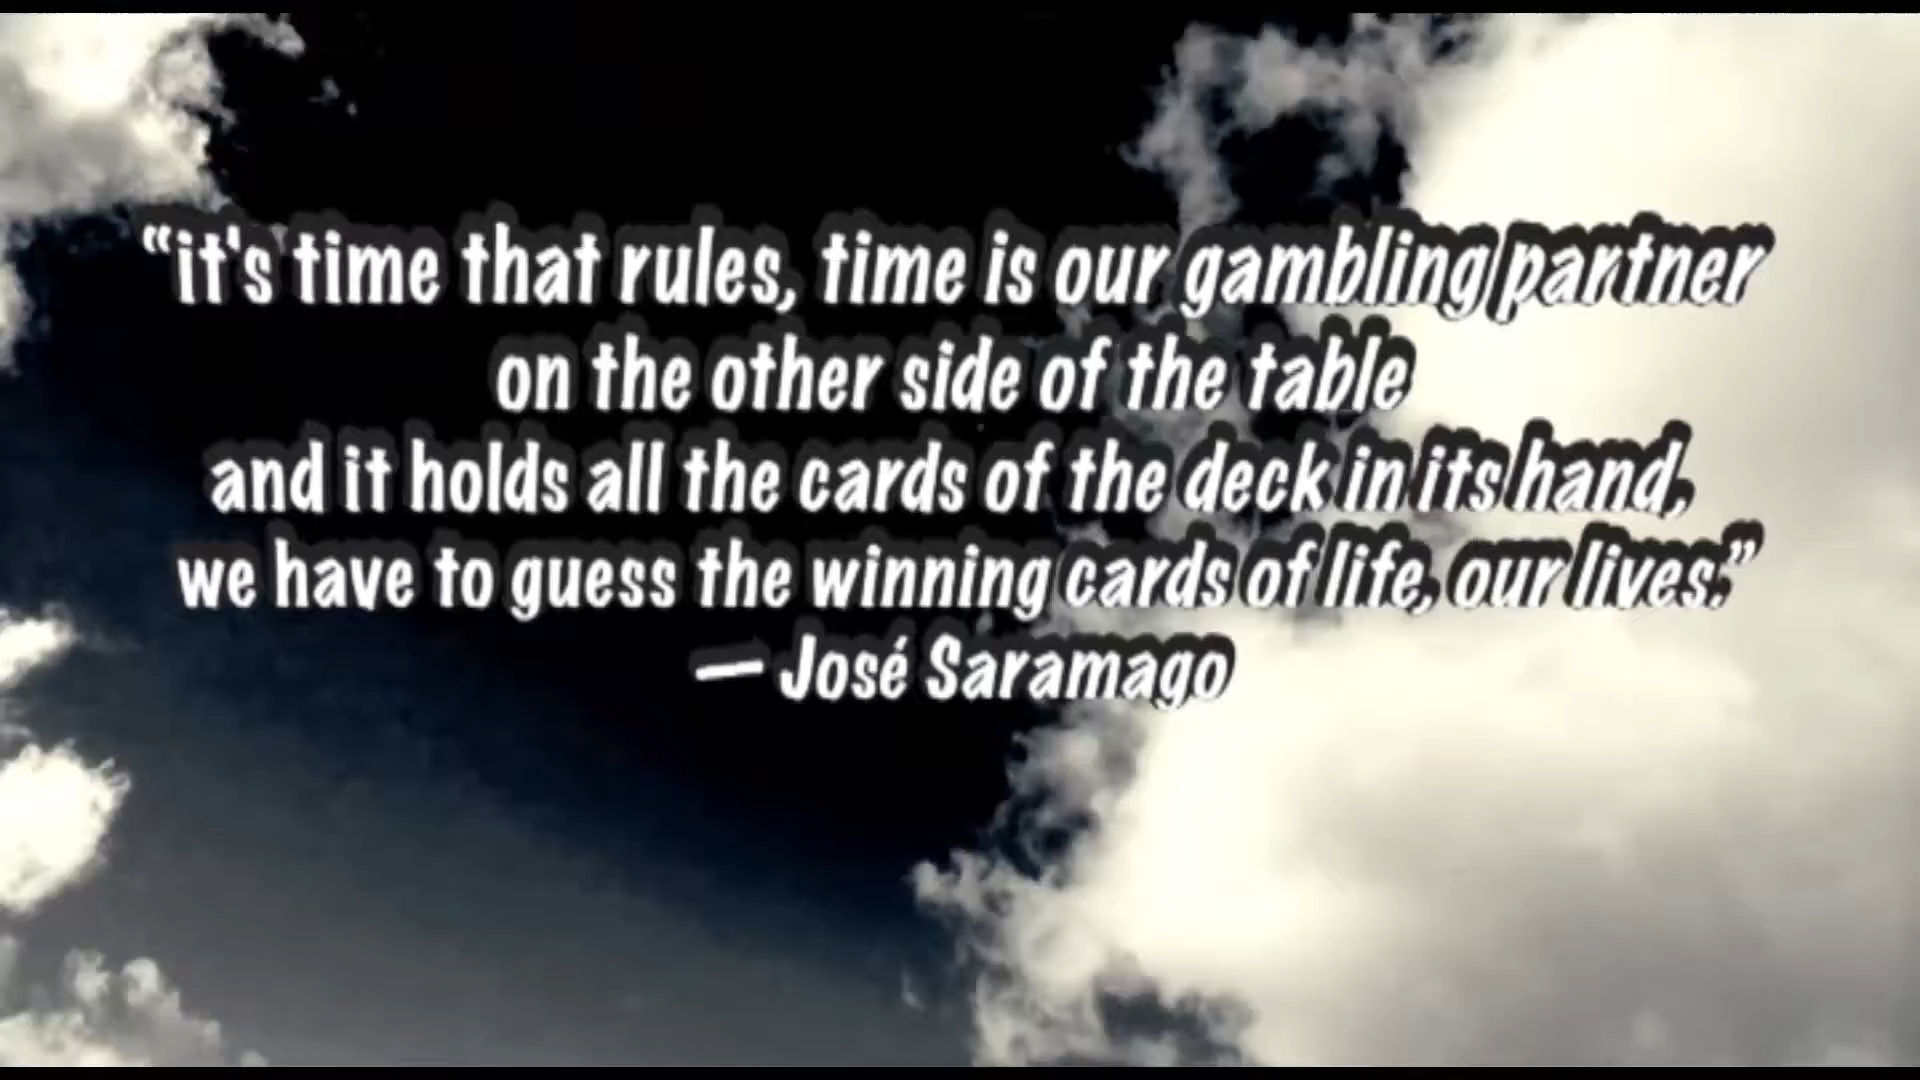 “it's time that rules, time is our gambling partner
on the other side of the table
and it holds all the cards of the deck in its hand,
we have to guess the winning cards of life, our lives.”
— José Saramago